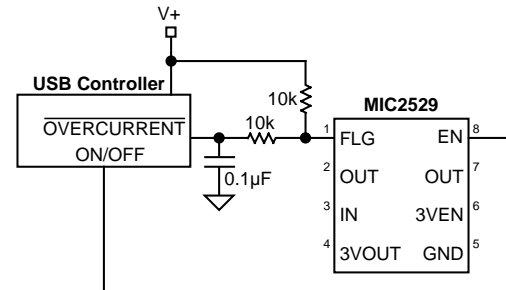 V+
USB Controller
10k
MIC2529
OVERCURRENT
10k
1 FLG EN 8
ON/OFF
0.1µF
2 OUT OUT 7
3 IN 3VEN 6
4 3VOUT GND 5